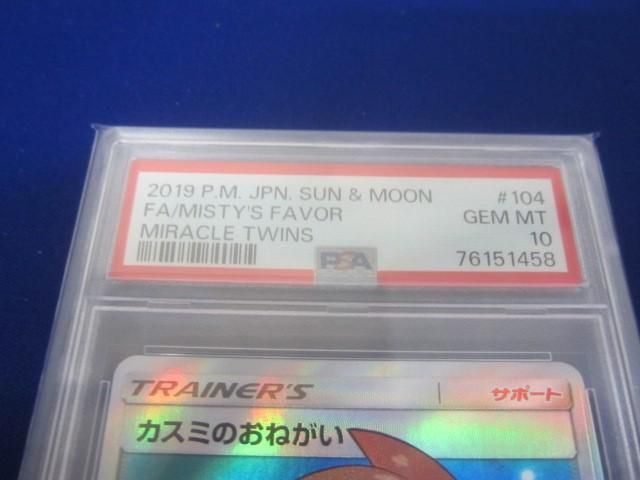 2019 P.M. JPN. SUN & MOON #104
FA/MISTY'S FAVOR GEM MT
MIRACLE TWINS 10
PSA 76151458
TRAINER'S サポート
カスミのおねがい